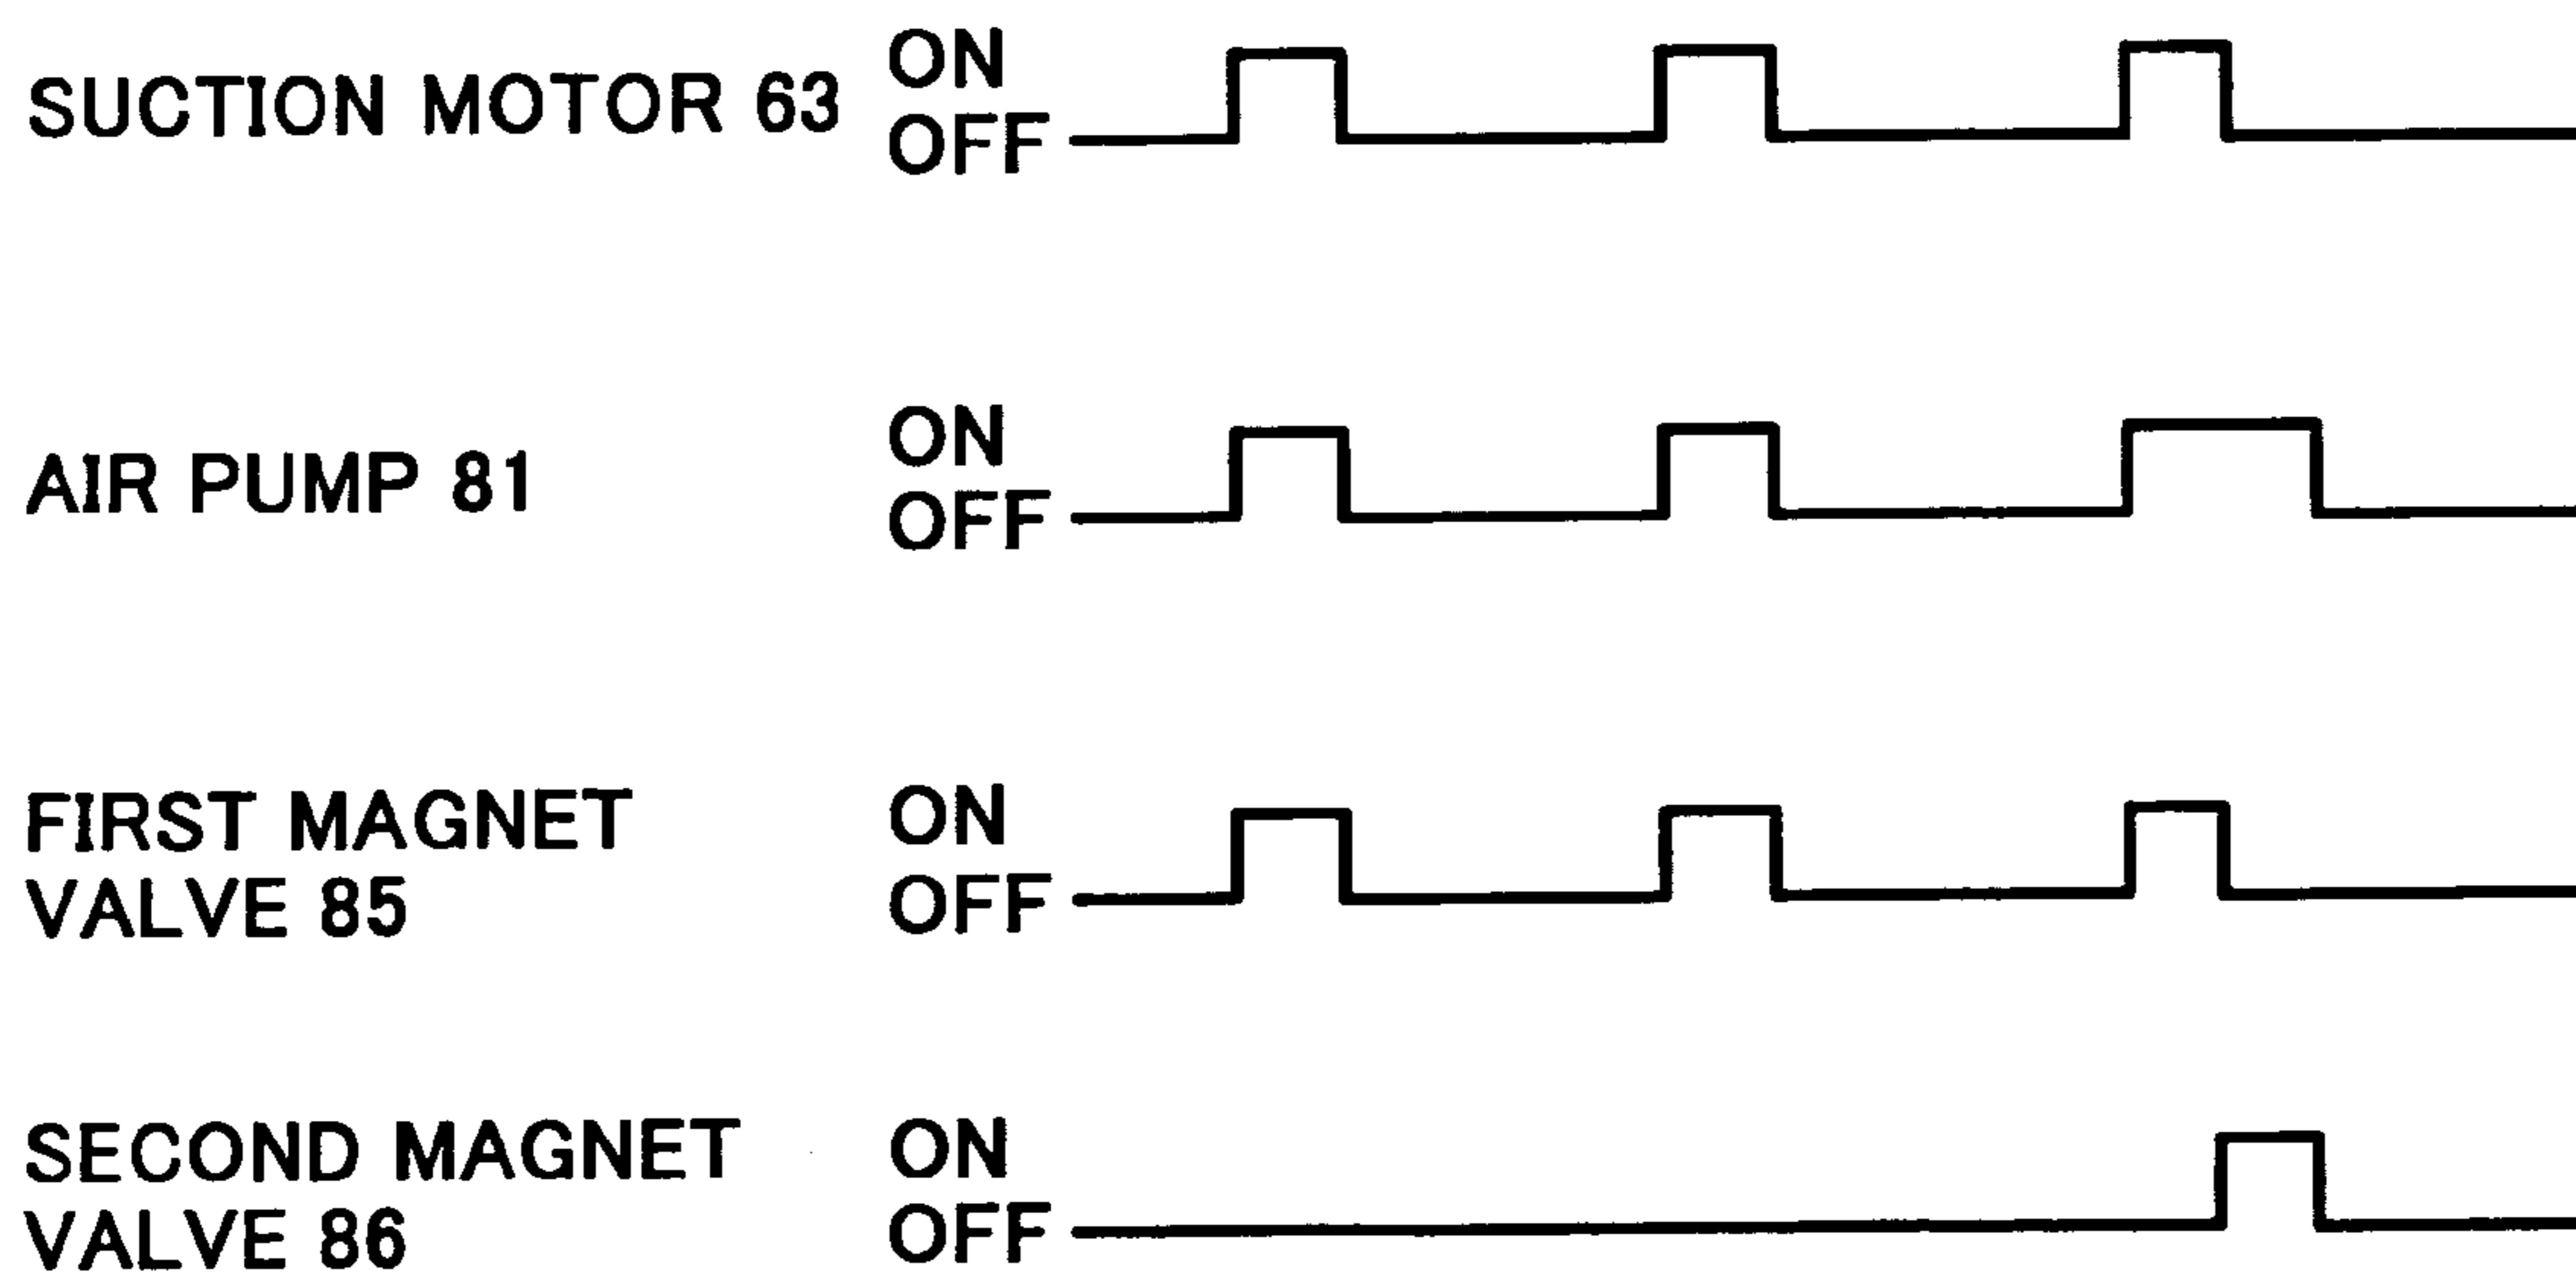 SUCTION MOTOR 63
ON
OFF
AIR PUMP 81
ON
OFF
FIRST MAGNET
VALVE 85
ON
OFF
SECOND MAGNET
VALVE 86
ON
OFF